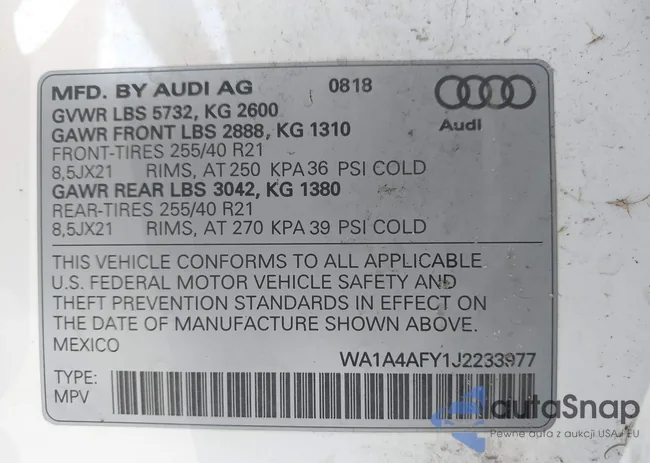 MFD. BY AUDI AG 0818
GVWR LBS 5732, KG 2600
GAWR FRONT LBS 2888, KG 1310
Audi
FRONT-TIRES 255/40 R21
8,5JX21 RIMS, AT 250 KPA 36 PSI COLD
GAWR REAR LBS 3042, KG 1380
REAR-TIRES 255/40 R21
8,5JX21 RIMS, AT 270 KPA 39 PSI COLD
THIS VEHICLE CONFORMS TO ALL APPLICABLE
U.S. FEDERAL MOTOR VEHICLE SAFETY AND
THEFT PREVENTION STANDARDS IN EFFECT ON
THE DATE OF MANUFACTURE SHOWN ABOVE.
MEXICO
WA1A4AFY1J2233977
TYPE:
MPV
autoSnap
Pewne auta z aukcji USA i EU